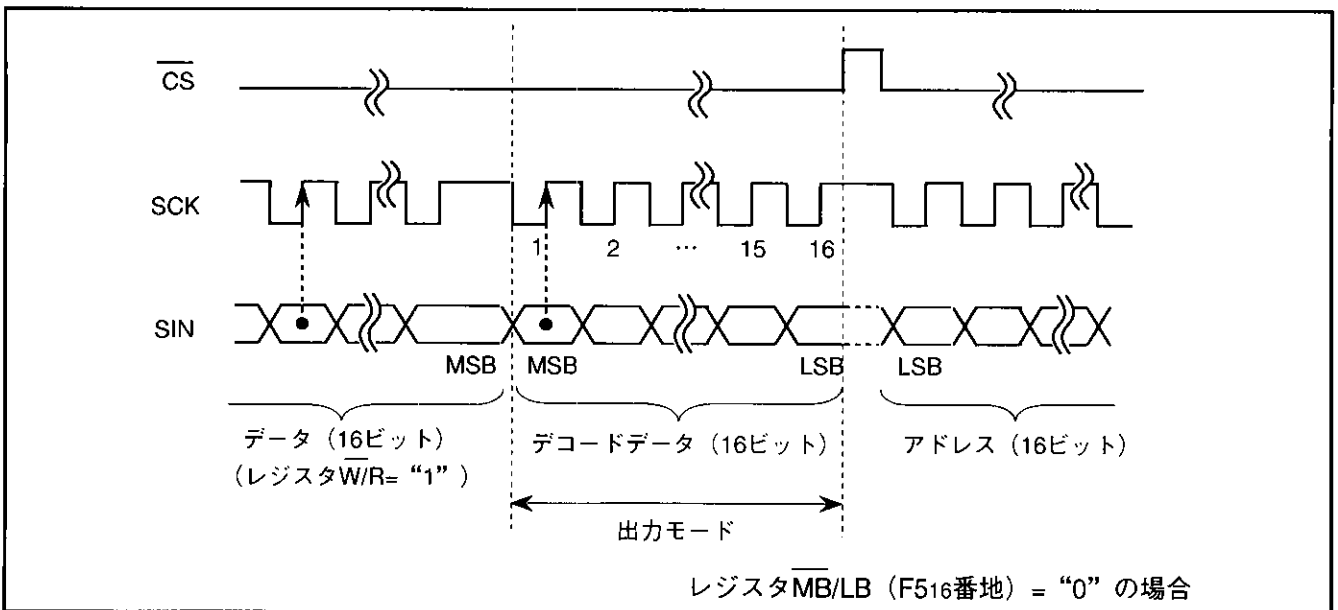 CS
SCK
1 2 … 15 16
SIN
MSB MSB LSB LSB
データ（16ビット） デコードデータ（16ビット） アドレス（16ビット）
（レジスタW/R= “1” ）
出力モード
レジスタMB/LB（F516番地）= “0” の場合